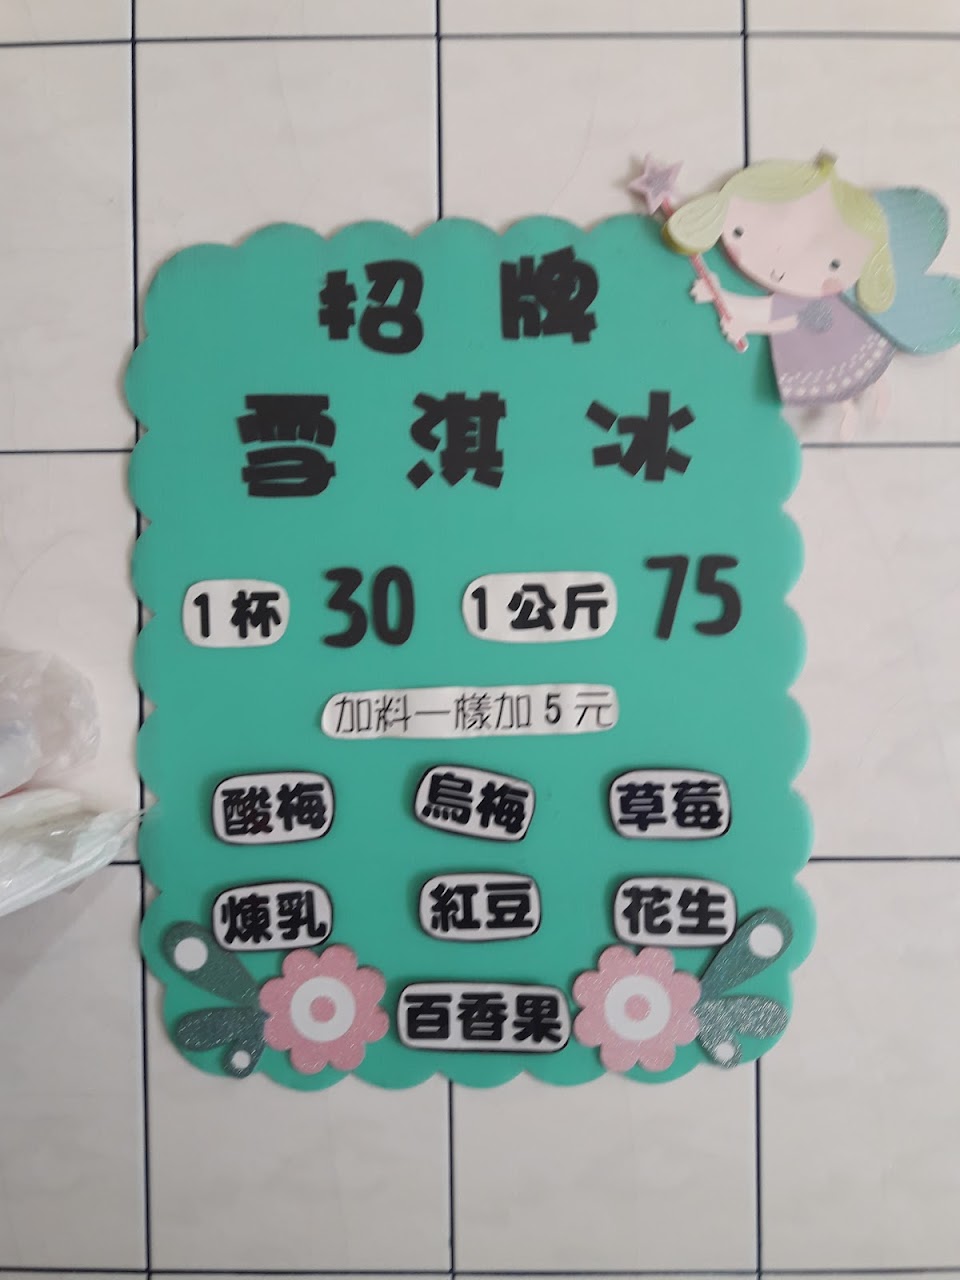 招牌
雪淇冰
1杯 30 1公斤 75
加料一樣加5元
酸梅 烏梅 草莓
煉乳 紅豆 花生
百香果